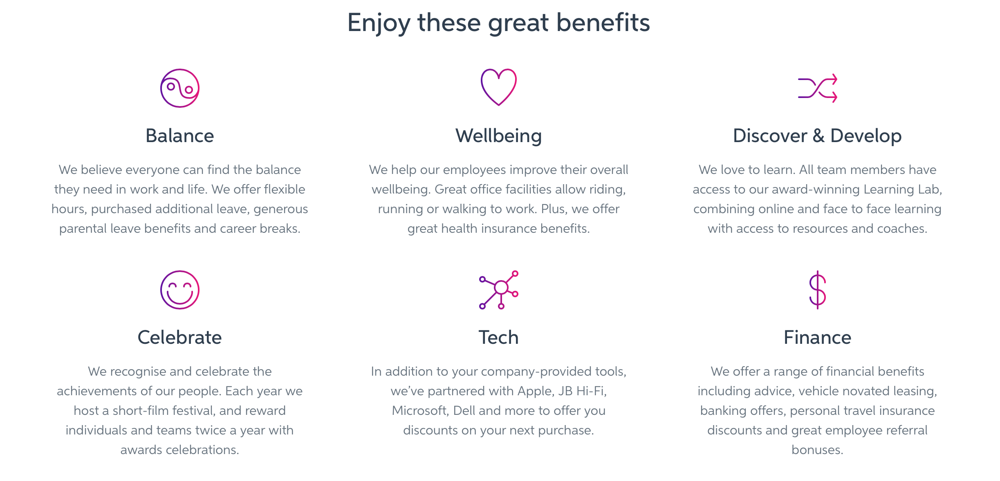 Enjoy these great benefits
Balance
We believe everyone can find the balance
they need in work and life. We offer flexible
hours, purchased additional leave, generous
parental leave benefits and career breaks.
Wellbeing
We help our employees improve their overall
wellbeing. Great office facilities allow riding,
running or walking to work. Plus, we offer
great health insurance benefits.
Discover & Develop
We love to learn. All team members have
access to our award-winning Learning Lab,
combining online and face to face learning
with access to resources and coaches.
Celebrate
We recognise and celebrate the
achievements of our people. Each year we
host a short-film festival, and reward
individuals and teams twice a year with
awards celebrations.
Tech
In addition to your company-provided tools,
we’ve partnered with Apple, JB Hi-Fi,
Microsoft, Dell and more to offer you
discounts on your next purchase.
Finance
We offer a range of financial benefits
including advice, vehicle novated leasing,
banking offers, personal travel insurance
discounts and great employee referral
bonuses.